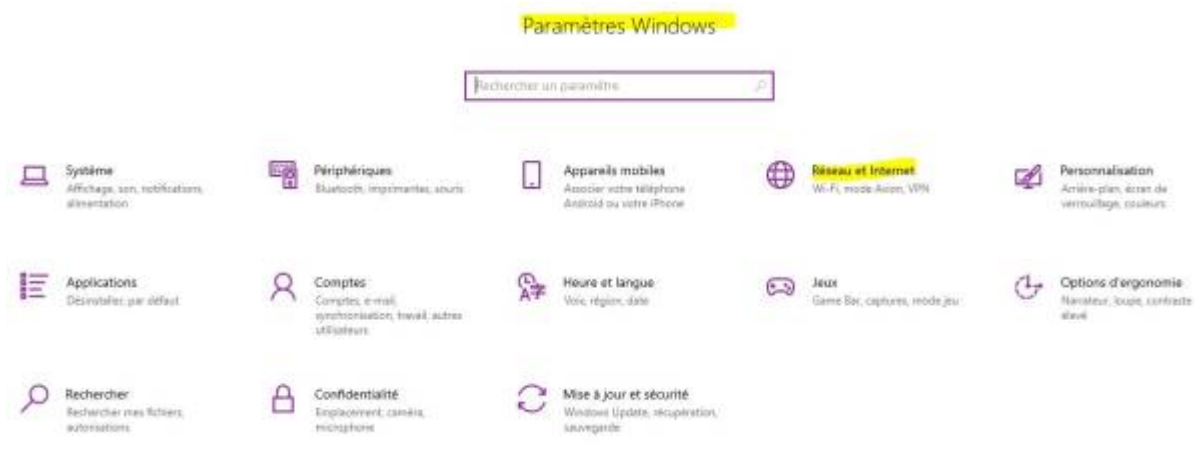 Paramètres Windows
Rechercher un paramètre
Système
Affichage, son, notifications,
alimentation
Périphériques
Bluetooth, imprimantes, souris
Appareils mobiles
Associer votre téléphone
Android ou votre iPhone
Réseau et Internet
Wi-Fi, mode Avion, VPN
Personnalisation
Arrière-plan, écran de
verrouillage, couleurs
Applications
Désinstaller, par défaut
Comptes
Comptes, e-mail,
synchronisation, travail, autres
utilisateurs
Heure et langue
Voix, région, date
Jeux
Game Bar, captures, mode jeu
Options d'ergonomie
Narrateur, loupe, contraste
élevé
Rechercher
Rechercher mes fichiers,
autorisations
Confidentialité
Emplacement, caméra,
microphone
Mise à jour et sécurité
Windows Update, récupération,
sauvegarde